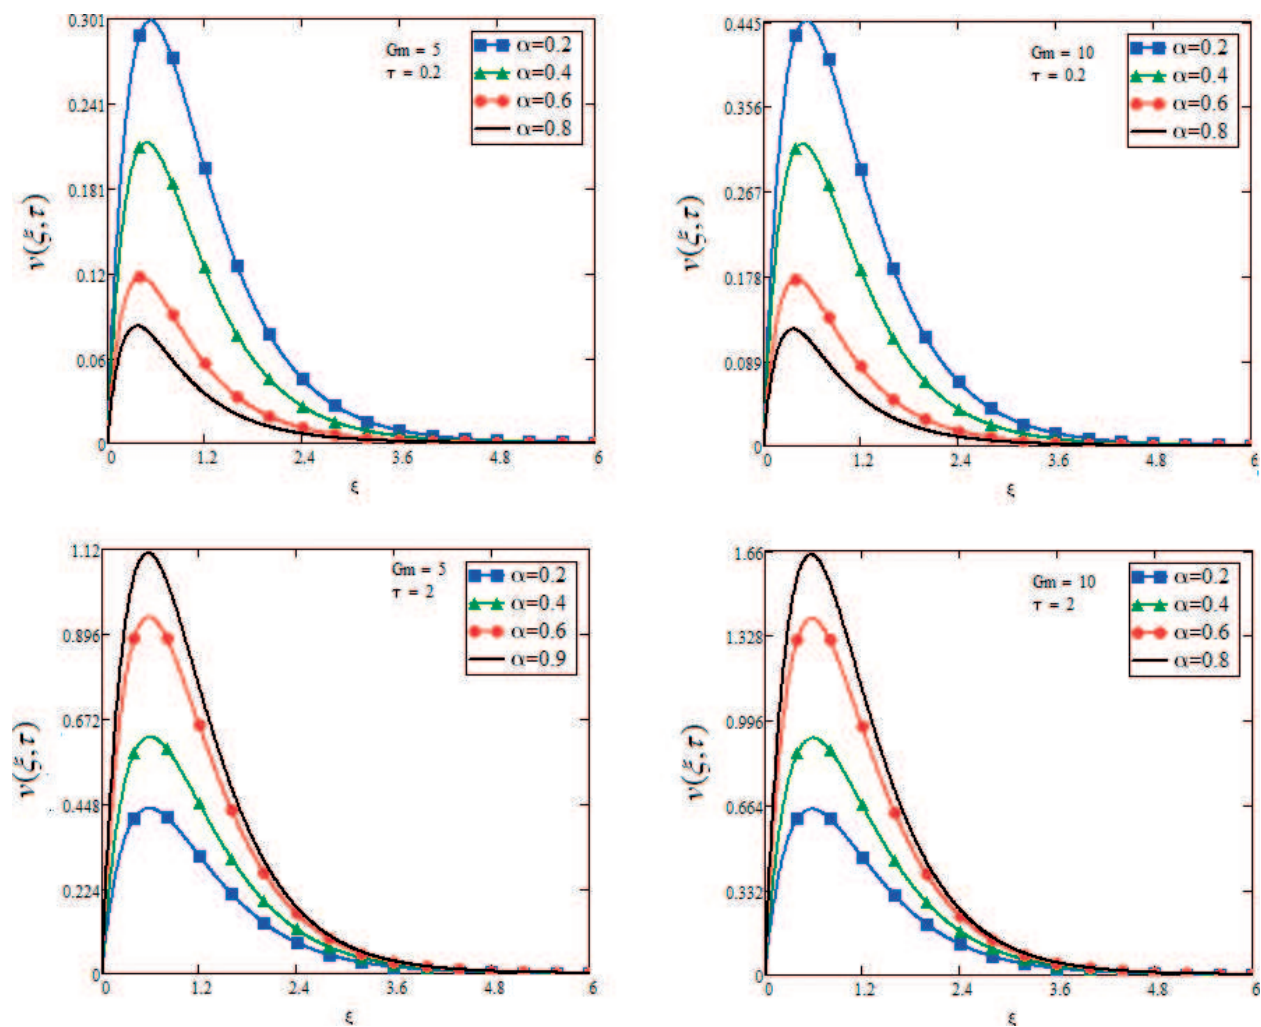 0.301
0.241
0.181
0.12
0.06
0
0
1.2
2.4
3.6
4.8
6
ν(ξ,τ)
ξ
Gm = 5
τ = 0.2
α=0.2
α=0.4
α=0.6
α=0.8
0.445
0.356
0.267
0.178
0.089
0
0
1.2
2.4
3.6
4.8
6
ν(ξ,τ)
ξ
Gm = 10
τ = 0.2
α=0.2
α=0.4
α=0.6
α=0.8
1.12
0.896
0.672
0.448
0.224
0
0
1.2
2.4
3.6
4.8
6
ν(ξ,τ)
ξ
Gm = 5
τ = 2
α=0.2
α=0.4
α=0.6
α=0.9
1.66
1.328
0.996
0.664
0.332
0
0
1.2
2.4
3.6
4.8
6
ν(ξ,τ)
ξ
Gm = 10
τ = 2
α=0.2
α=0.4
α=0.6
α=0.8